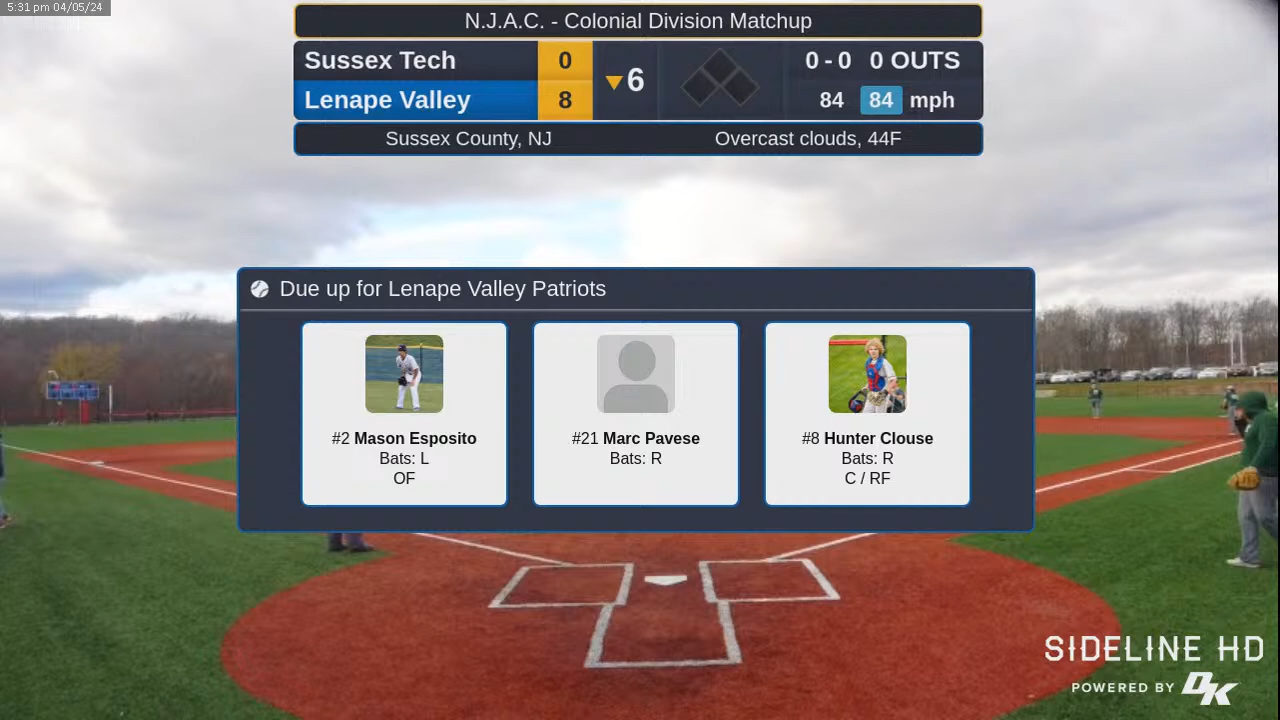 5:31 pm 04/05/24
N.J.A.C. - Colonial Division Matchup
Sussex Tech 0
Lenape Valley 8
▼6
0 - 0 0 OUTS
84 84 mph
Sussex County, NJ Overcast clouds, 44F
Due up for Lenape Valley Patriots
#2 Mason Esposito
Bats: L
OF
#21 Marc Pavese
Bats: R
#8 Hunter Clouse
Bats: R
C / RF
SIDELINE HD
POWERED BY DK